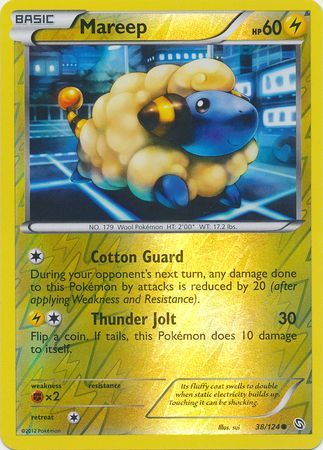 BASIC
Mareep
HP60
NO. 179 Wool Pokémon HT: 2'00" WT: 17.2 lbs.
Cotton Guard
During your opponent's next turn, any damage done
to this Pokémon by attacks is reduced by 20 (after
applying Weakness and Resistance).
Thunder Jolt 30
Flip a coin. If tails, this Pokémon does 10 damage
to itself.
weakness resistance
×2
retreat
Its fluffy coat swells to double
when static electricity builds up.
Touching it can be shocking.
©2012 Pokémon
Illus. sui
38/124